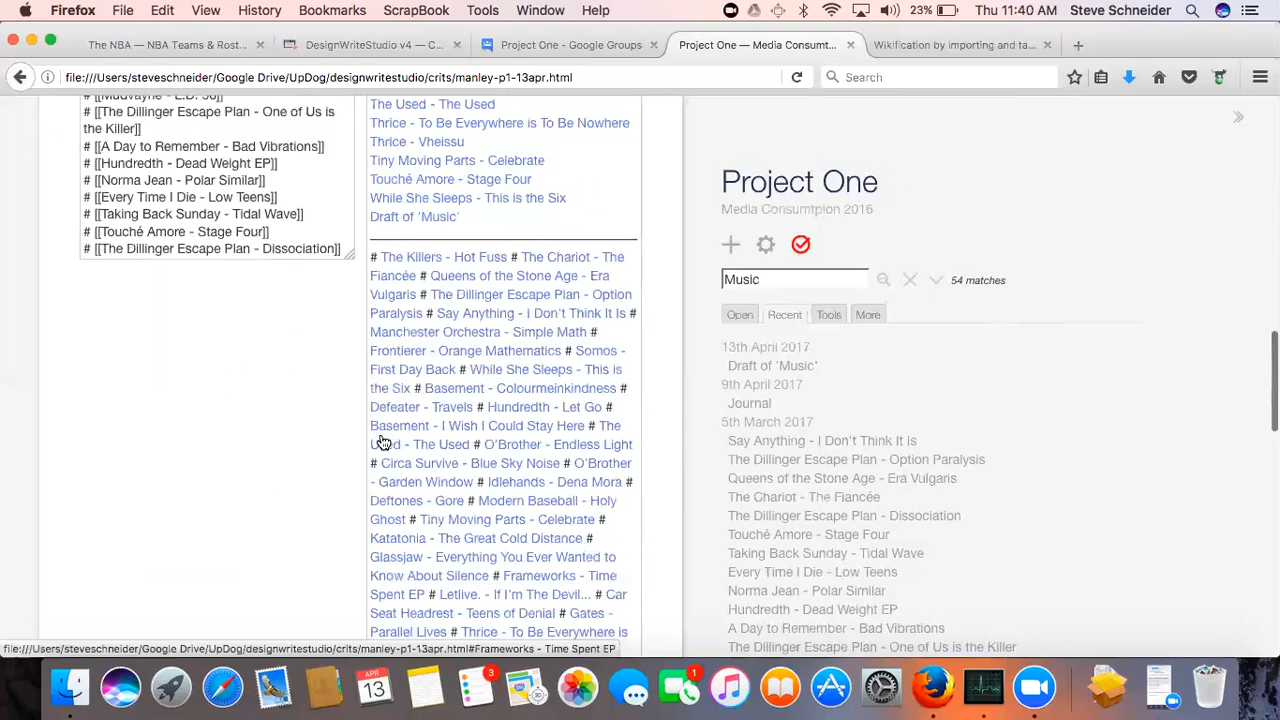 Firefox File Edit View History Bookmarks ScrapBook Tools Window Help 23% Thu 11:40 AM Steve Schneider
The NBA — NBA Teams & Rost... × DesignWriteStudio v4 — C... × Project One - Google Groups × Project One — Media Consumt... × Wikification by importing and ta... × +
file:///Users/steveschneider/Google Drive/UpDog/designwritestudio/crits/manley-p1-13apr.html Search
# [[The Dillinger Escape Plan - One of Us is
the Killer]]
# [[A Day to Remember - Bad Vibrations]]
# [[Hundredth - Dead Weight EP]]
# [[Norma Jean - Polar Similar]]
# [[Every Time I Die - Low Teens]]
# [[Taking Back Sunday - Tidal Wave]]
# [[Touché Amore - Stage Four]]
# [[The Dillinger Escape Plan - Dissociation]]
The Used - The Used
Thrice - To Be Everywhere is To Be Nowhere
Thrice - Vheissu
Tiny Moving Parts - Celebrate
Touché Amore - Stage Four
While She Sleeps - This is the Six
Draft of 'Music'
# The Killers - Hot Fuss # The Chariot - The
Fiancée # Queens of the Stone Age - Era
Vulgaris # The Dillinger Escape Plan - Option
Paralysis # Say Anything - I Don't Think It Is #
Manchester Orchestra - Simple Math #
Frontierer - Orange Mathematics # Somos -
First Day Back # While She Sleeps - This is
the Six # Basement - Colourmeinkindness #
Defeater - Travels # Hundredth - Let Go #
Basement - I Wish I Could Stay Here # The
Used - The Used # O'Brother - Endless Light
# Circa Survive - Blue Sky Noise # O'Brother
- Garden Window # Idlehands - Dena Mora #
Deftones - Gore # Modern Baseball - Holy
Ghost # Tiny Moving Parts - Celebrate #
Katatonia - The Great Cold Distance #
Glassjaw - Everything You Ever Wanted to
Know About Silence # Frameworks - Time
Spent EP # Letlive. - If I'm The Devil... # Car
Seat Headrest - Teens of Denial # Gates -
Parallel Lives # Thrice - To Be Everywhere is
Project One
Media Consumtpion 2016
Music 54 matches
Open Recent Tools More
13th April 2017
Draft of 'Music'
9th April 2017
Journal
5th March 2017
Say Anything - I Don't Think It Is
The Dillinger Escape Plan - Option Paralysis
Queens of the Stone Age - Era Vulgaris
The Chariot - The Fiancée
The Dillinger Escape Plan - Dissociation
Touché Amore - Stage Four
Taking Back Sunday - Tidal Wave
Every Time I Die - Low Teens
Norma Jean - Polar Similar
Hundredth - Dead Weight EP
A Day to Remember - Bad Vibrations
The Dillinger Escape Plan - One of Us is the Killer
file:///Users/steveschneider/Google Drive/UpDog/designwritestudio/crits/manley-p1-13apr.html#Frameworks - Time Spent EP
APR
13
3
1